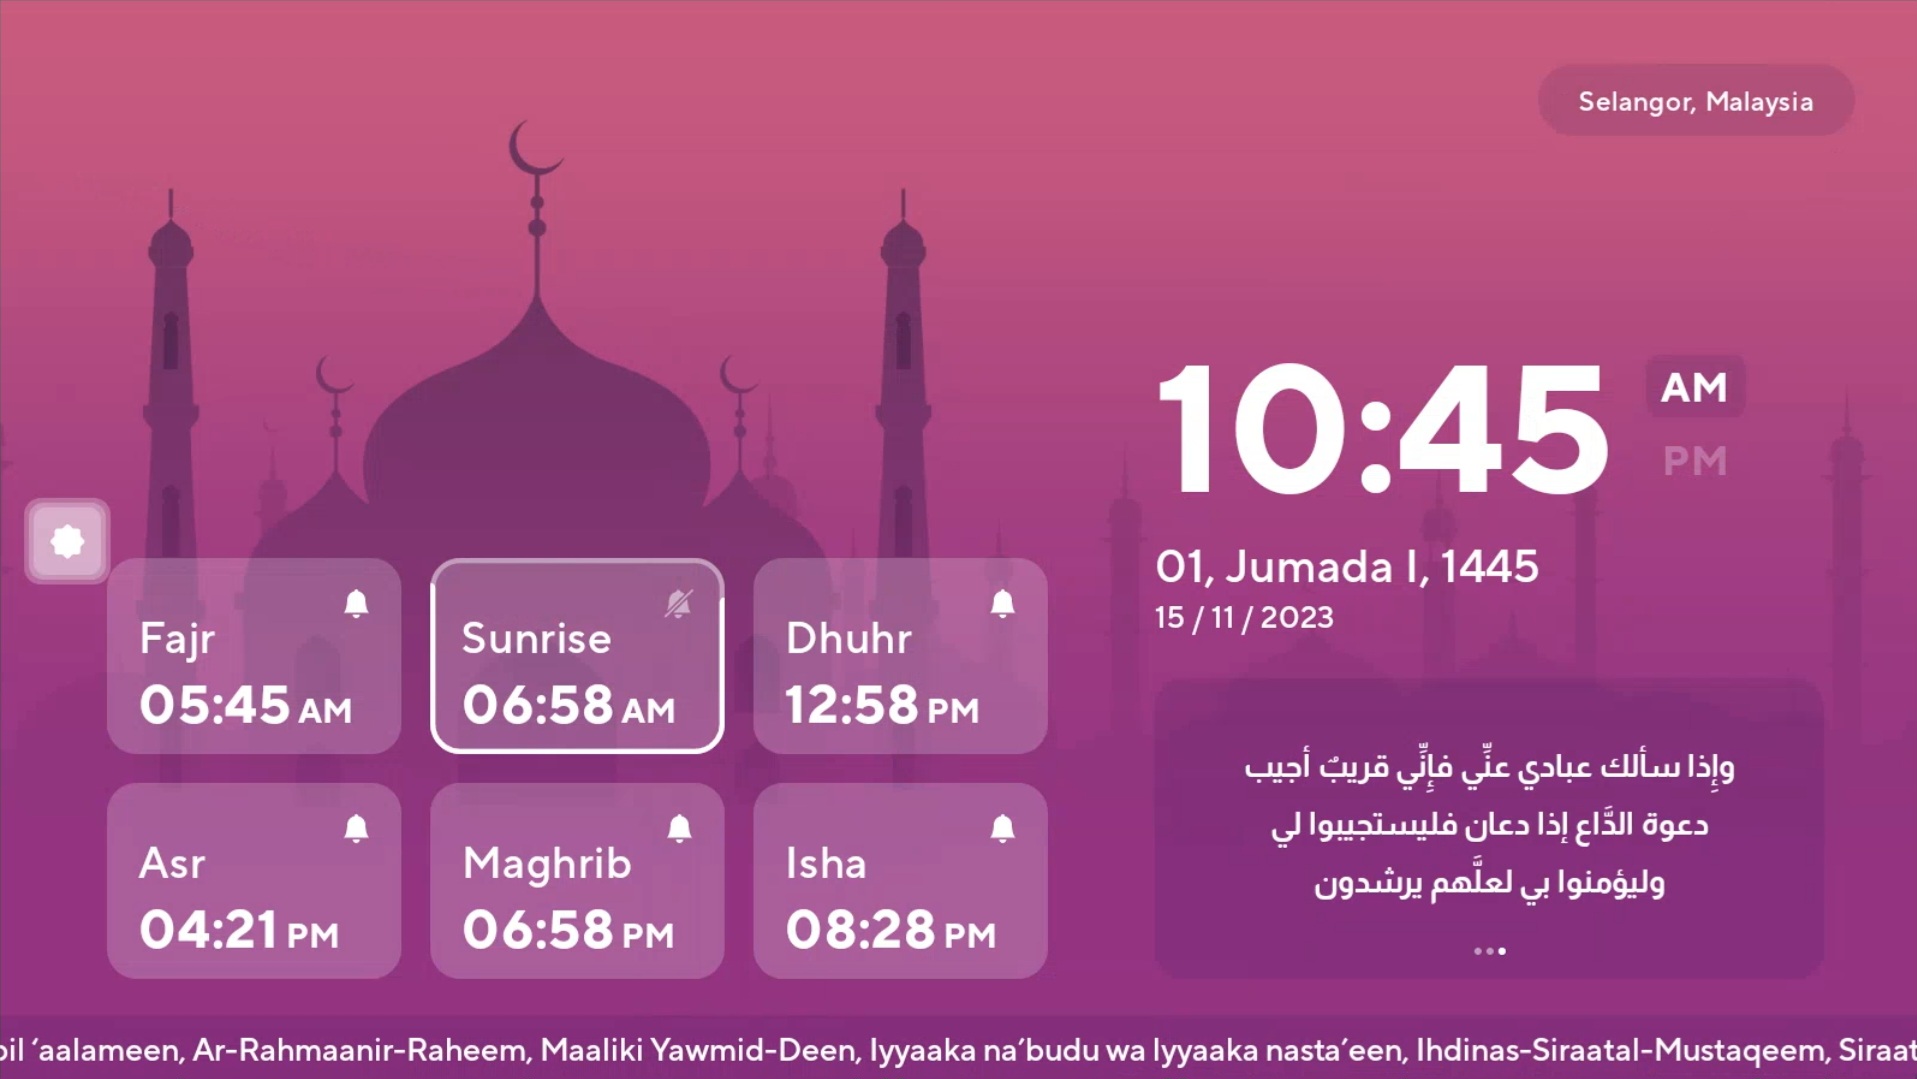 Selangor, Malaysia
10:45
AM
PM
01, Jumada I, 1445
15 / 11 / 2023
Fajr
05:45 AM
Sunrise
06:58 AM
Dhuhr
12:58 PM
Asr
04:21 PM
Maghrib
06:58 PM
Isha
08:28 PM
وإِذا سألك عبادي عنِّي فإِنِّي قريبٌ أجيب
دعوة الدَّاع إذا دعان فليستجيبوا لي
وليؤمنوا بي لعلَّهم يرشدون
‘aalameen, Ar-Rahmaanir-Raheem, Maaliki Yawmid-Deen, Iyyaaka na’budu wa Iyyaaka nasta’een, Ihdinas-Siraatal-Mustaqeem, Siraat